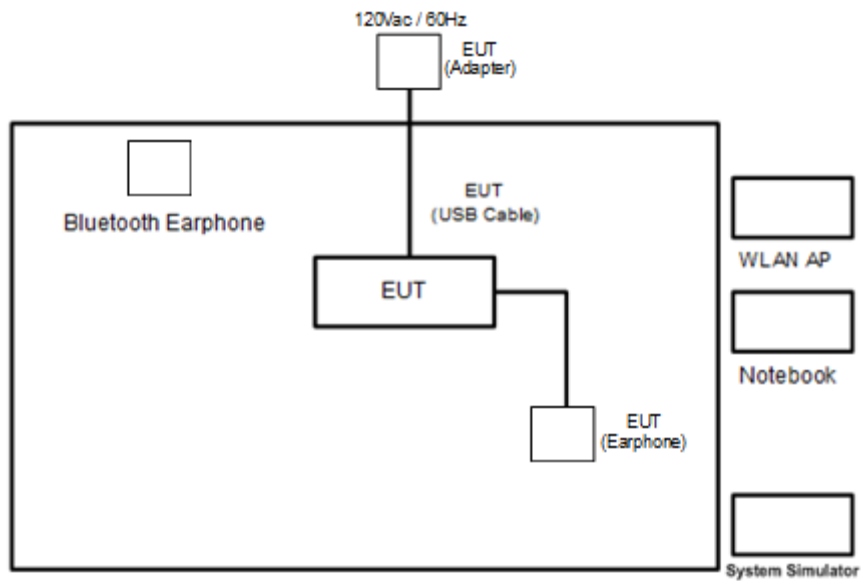 120Vac / 60Hz
EUT
(Adapter)
Bluetooth Earphone
EUT
(USB Cable)
EUT
WLAN AP
Notebook
EUT
(Earphone)
System Simulator